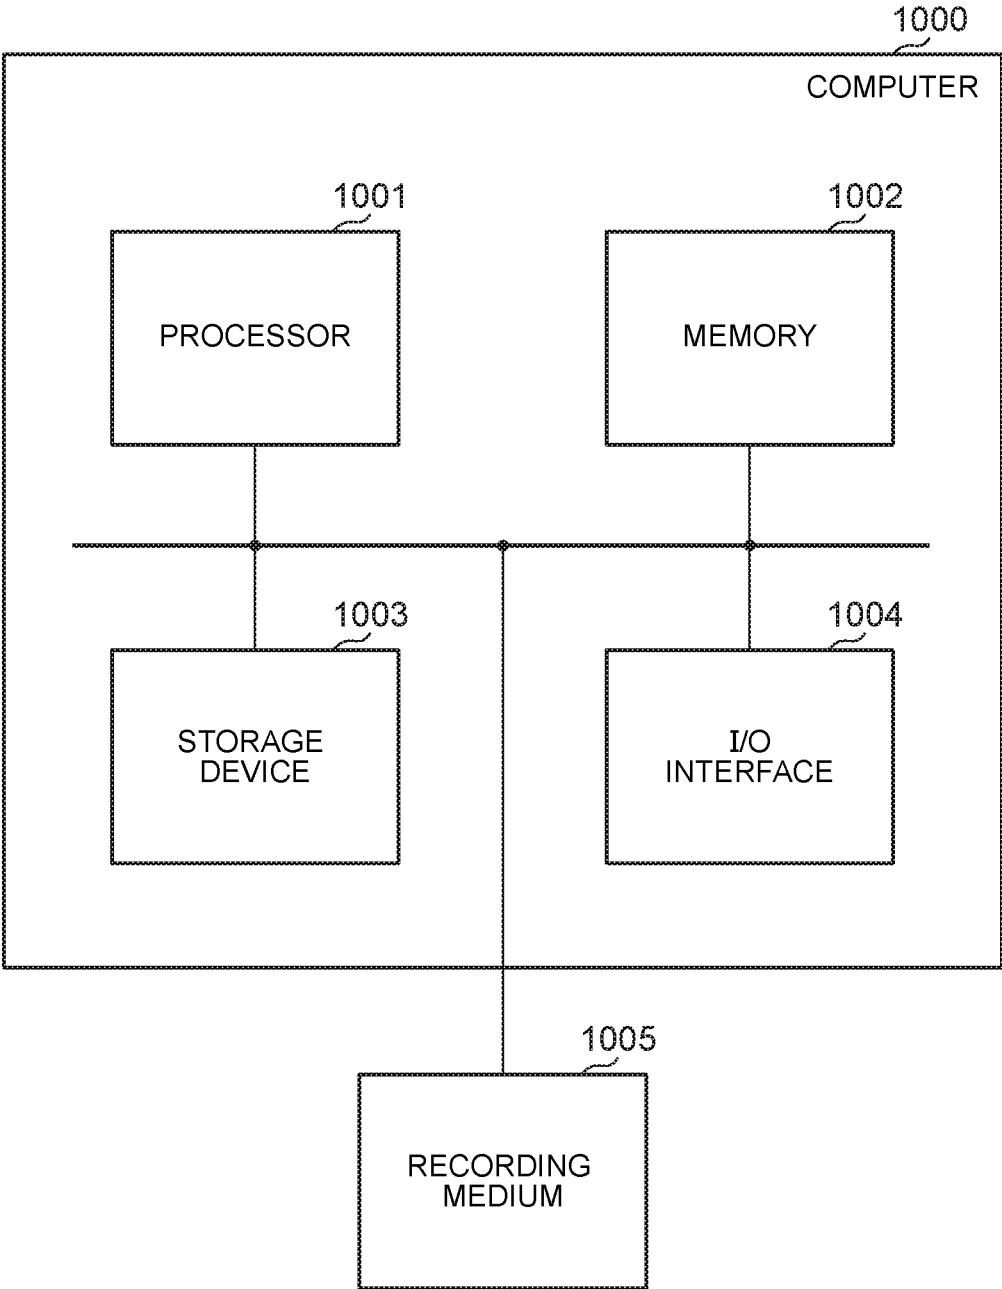 1000
COMPUTER
1001
PROCESSOR
1002
MEMORY
1003
STORAGE
DEVICE
1004
I/O
INTERFACE
1005
RECORDING
MEDIUM